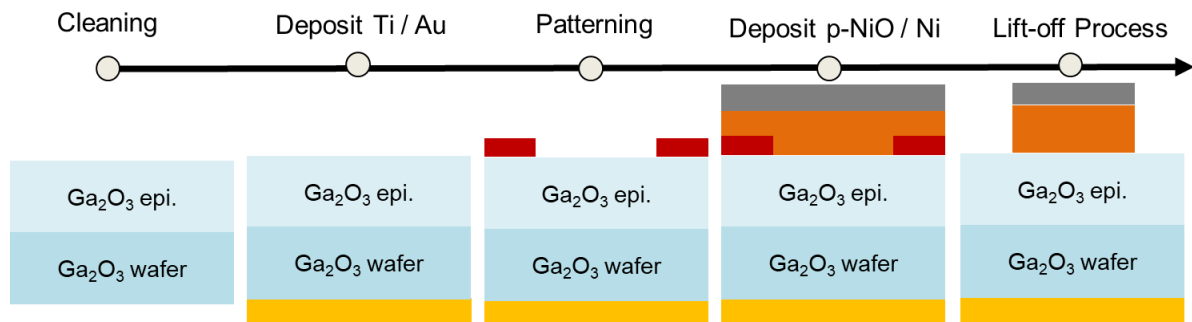 Cleaning
Deposit Ti / Au
Patterning
Deposit p-NiO / Ni
Lift-off Process
Ga₂O₃ epi.
Ga₂O₃ wafer
Ga₂O₃ epi.
Ga₂O₃ wafer
Ga₂O₃ epi.
Ga₂O₃ wafer
Ga₂O₃ epi.
Ga₂O₃ wafer
Ga₂O₃ epi.
Ga₂O₃ wafer